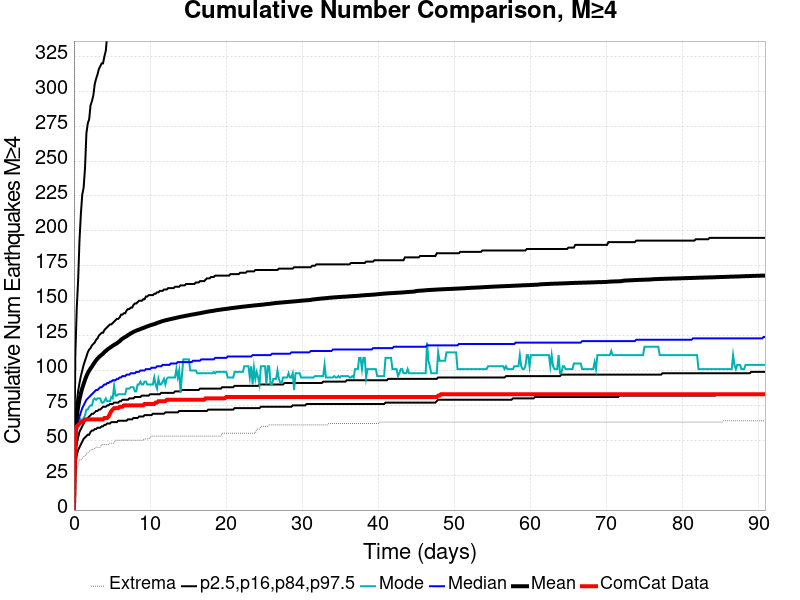 Cumulative Number Comparison, M≥4
Cumulative Num Earthquakes M≥4
325
300
275
250
225
200
175
150
125
100
75
50
25
0
0 10 20 30 40 50 60 70 80 90
Time (days)
Extrema p2.5,p16,p84,p97.5 Mode Median Mean ComCat Data